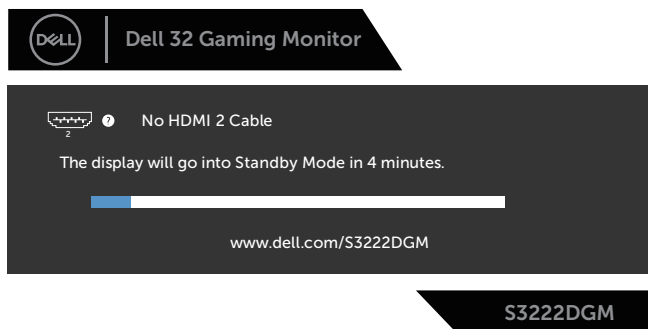 DELL
Dell 32 Gaming Monitor
? No HDMI 2 Cable
2
The display will go into Standby Mode in 4 minutes.
www.dell.com/S3222DGM
S3222DGM